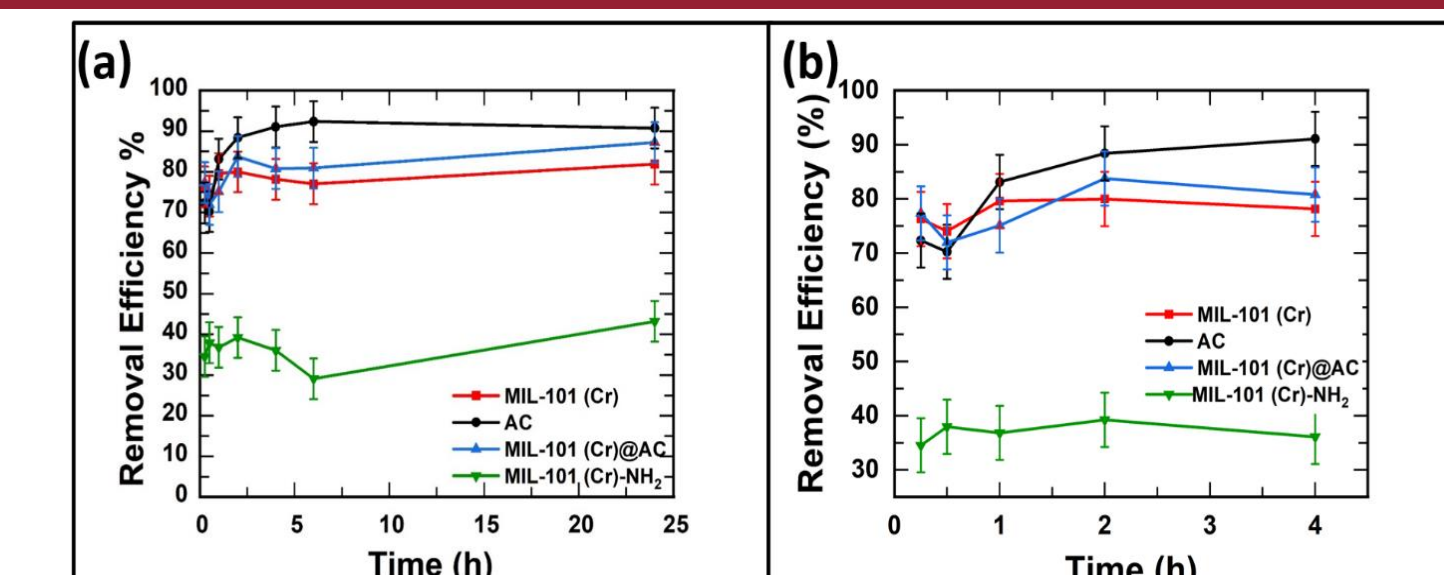 (a)
Removal Efficiency %
100
90
80
70
60
50
40
30
20
10
0
MIL-101 (Cr)
AC
MIL-101 (Cr)@AC
MIL-101 (Cr)-NH2
0 5 10 15 20 25
Time (h)
(b)
Removal Efficiency (%)
100
90
80
70
60
50
40
30
MIL-101 (Cr)
AC
MIL-101 (Cr)@AC
MIL-101 (Cr)-NH2
0 1 2 3 4
Time (h)